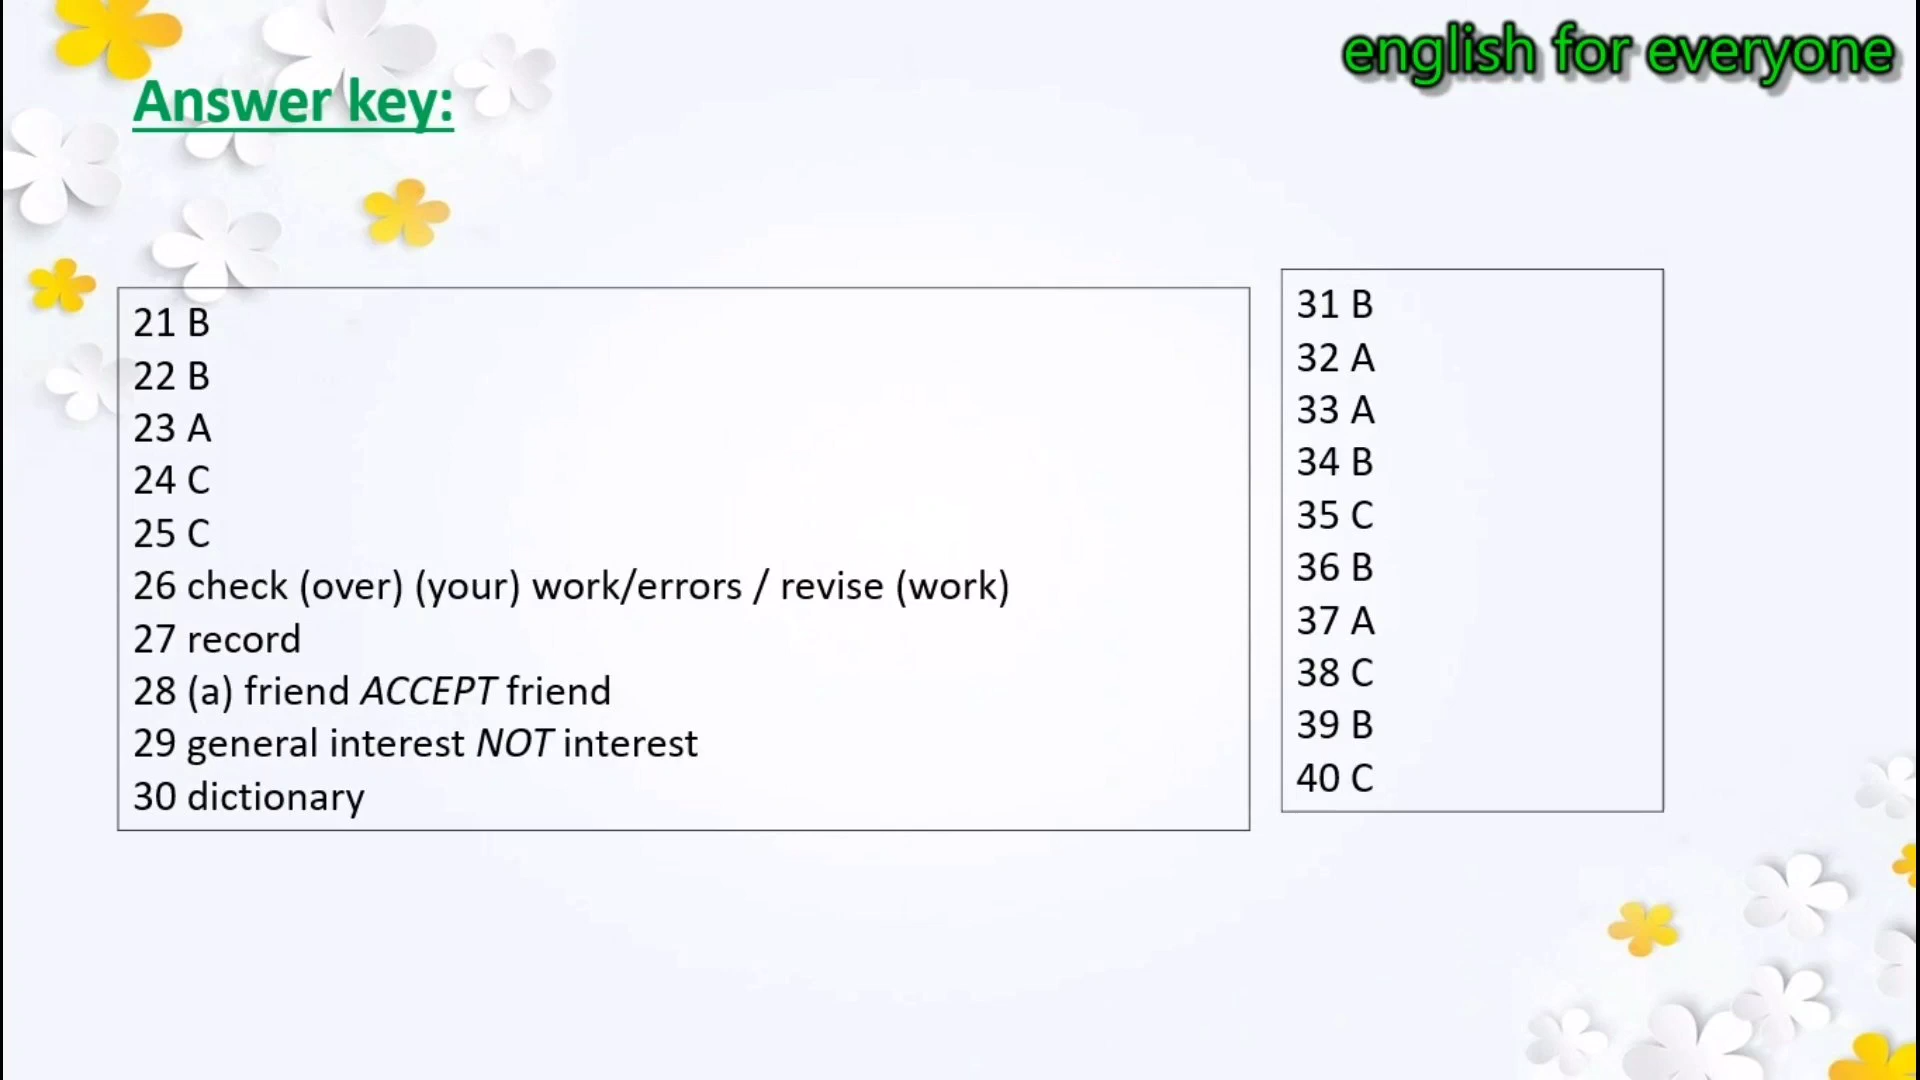 english for everyone
Answer key:
21 B
22 B
23 A
24 C
25 C
26 check (over) (your) work/errors / revise (work)
27 record
28 (a) friend ACCEPT friend
29 general interest NOT interest
30 dictionary
31 B
32 A
33 A
34 B
35 C
36 B
37 A
38 C
39 B
40 C